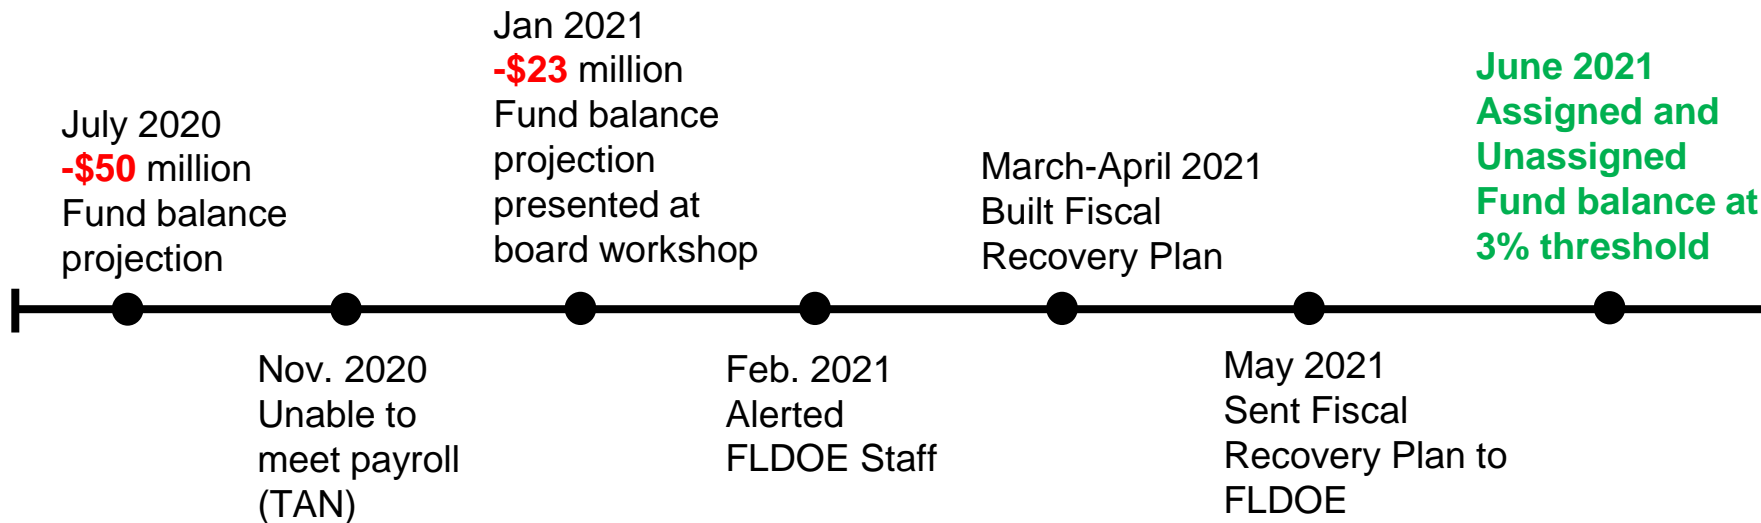 July 2020
-$50 million
Fund balance
projection
Nov. 2020
Unable to
meet payroll
(TAN)
Jan 2021
-$23 million
Fund balance
projection
presented at
board workshop
Feb. 2021
Alerted
FLDOE Staff
March-April 2021
Built Fiscal
Recovery Plan
May 2021
Sent Fiscal
Recovery Plan to
FLDOE
June 2021
Assigned and
Unassigned
Fund balance at
3% threshold